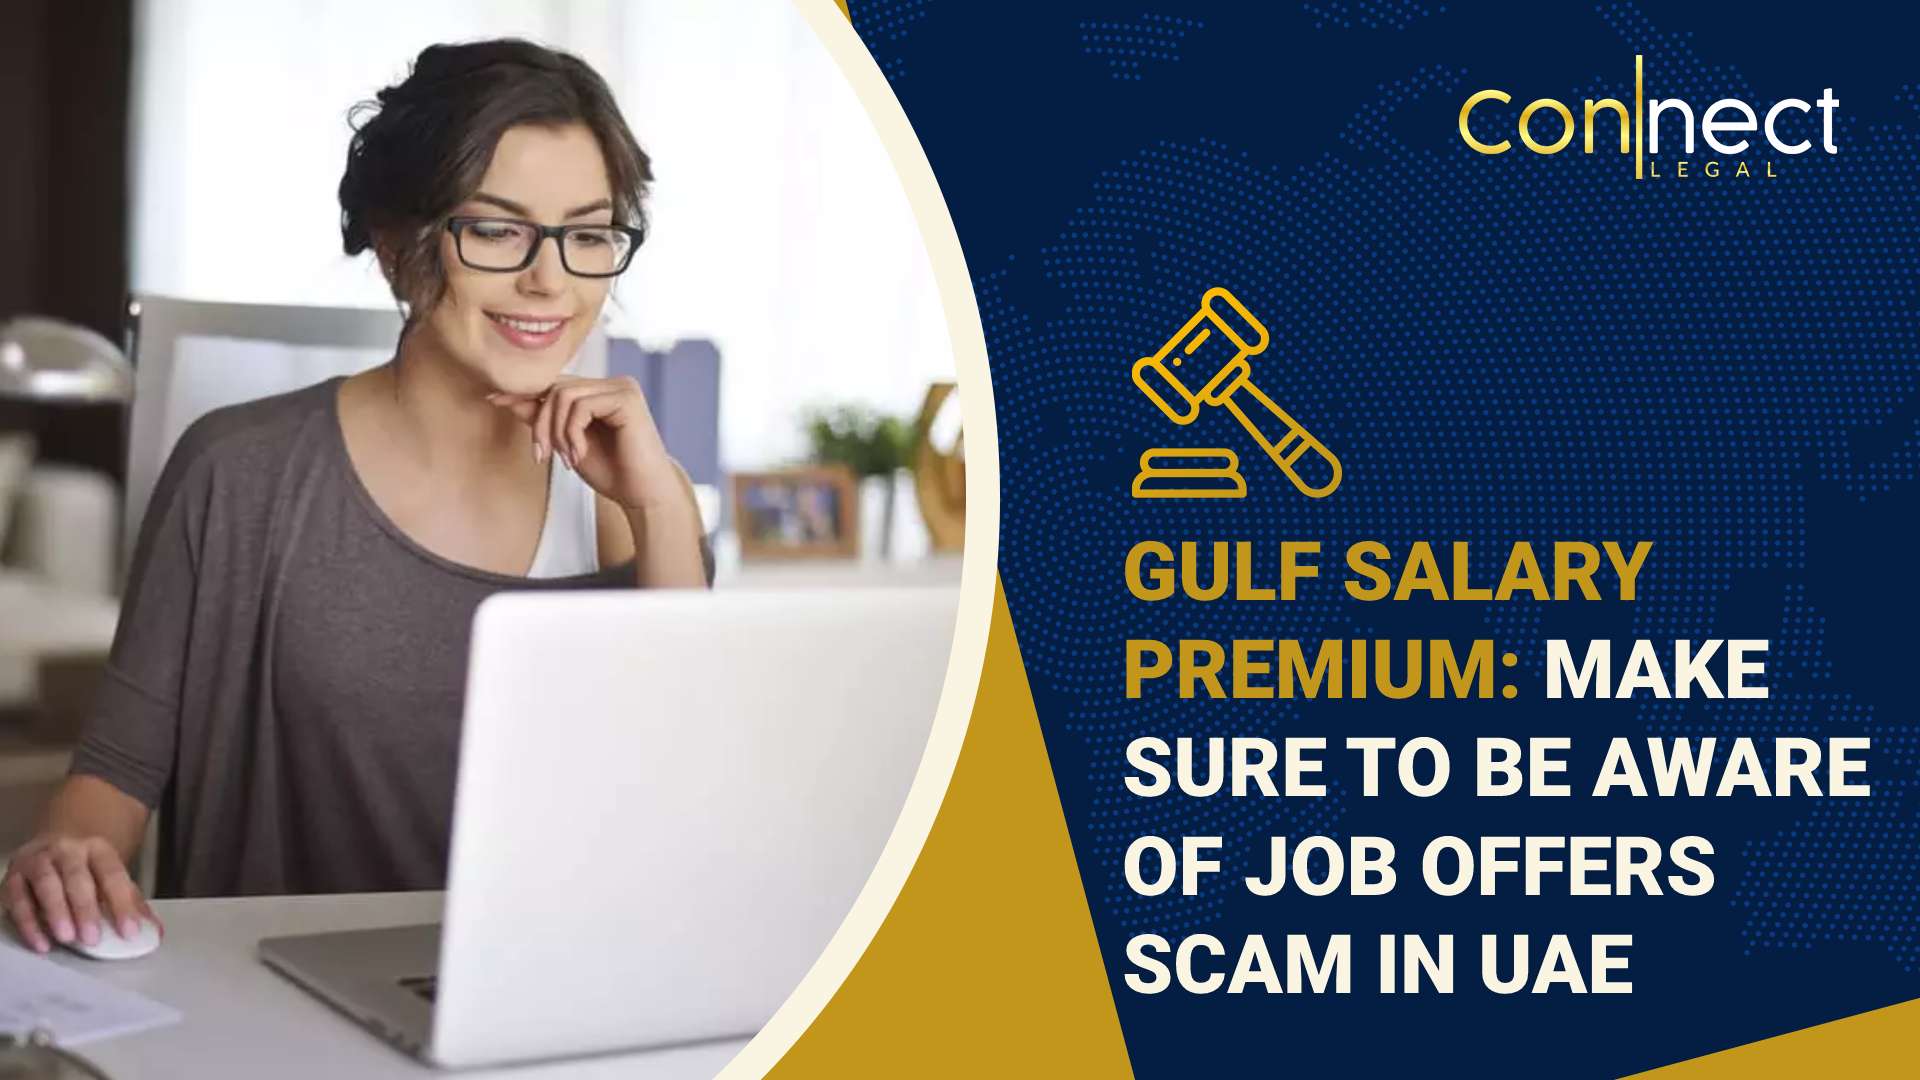 connect
LEGAL
GULF SALARY
PREMIUM: MAKE
SURE TO BE AWARE
OF JOB OFFERS
SCAM IN UAE